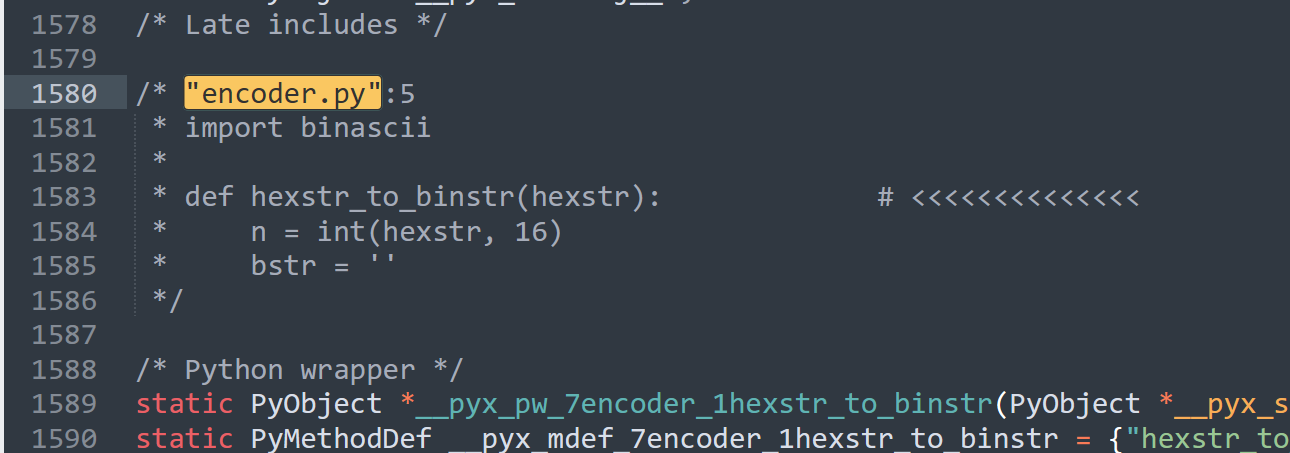 1578 /* Late includes */
1579
1580 /* "encoder.py":5
1581 * import binascii
1582 *
1583 * def hexstr_to_binstr(hexstr): # <<<<<<<<<<<<<<
1584 * n = int(hexstr, 16)
1585 * bstr = ''
1586 */
1587
1588 /* Python wrapper */
1589 static PyObject *__pyx_pw_7encoder_1hexstr_to_binstr(PyObject *__pyx_s
1590 static PyMethodDef __pyx_mdef_7encoder_1hexstr_to_binstr = {"hexstr_to